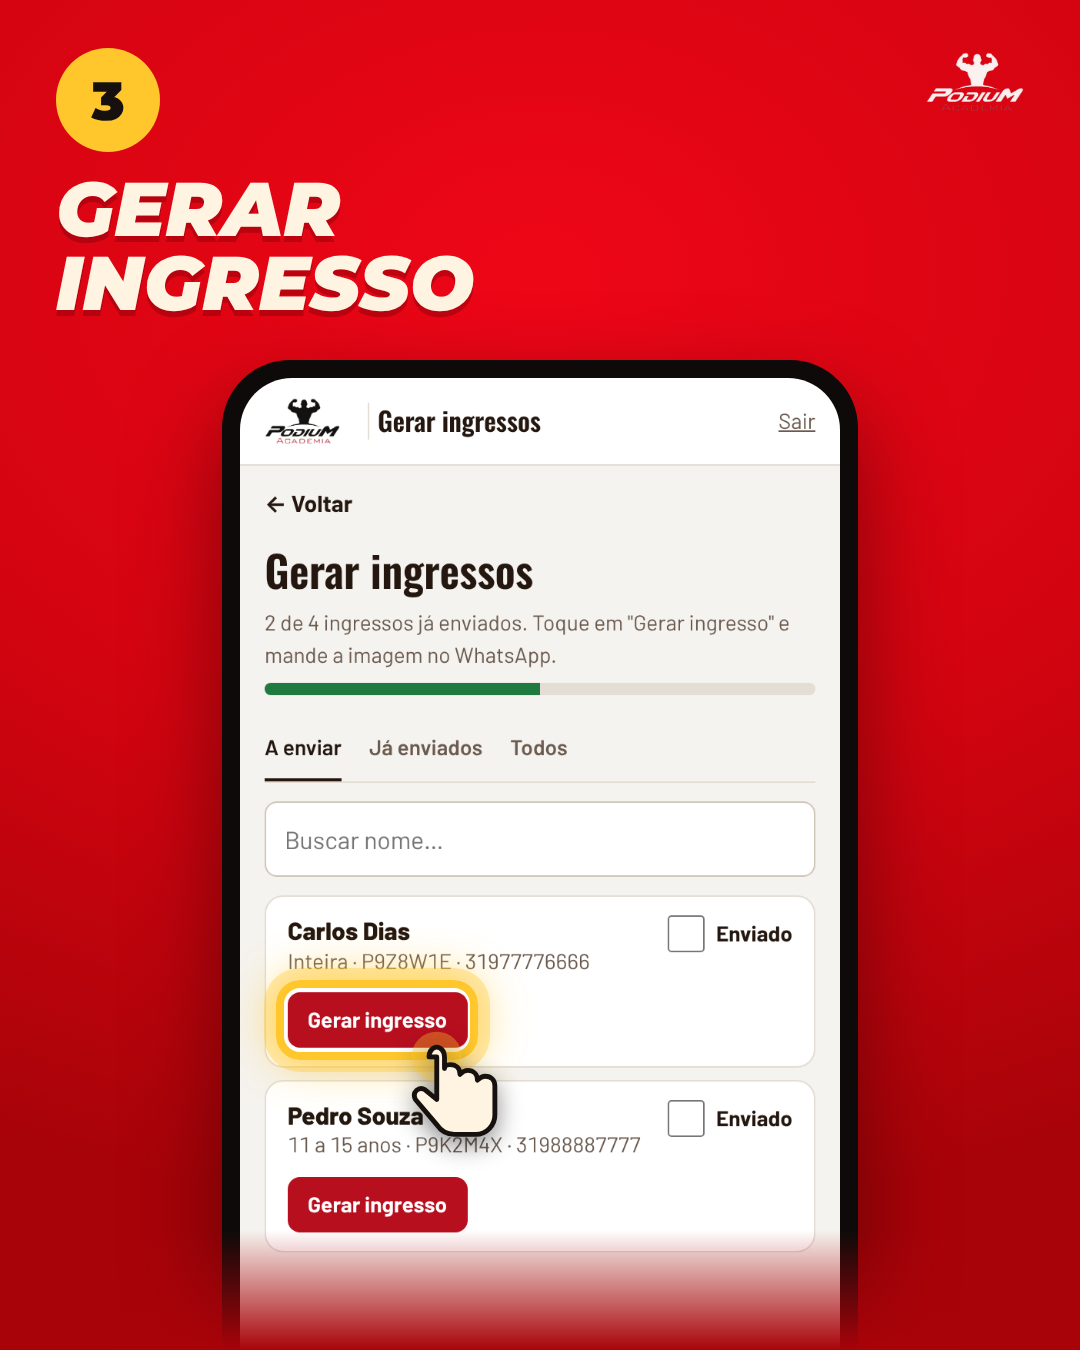 3
PODIUM
ACADEMIA
GERAR
INGRESSO
PODIUM
ACADEMIA
Gerar ingressos
Sair
← Voltar
Gerar ingressos
2 de 4 ingressos já enviados. Toque em "Gerar ingresso" e
mande a imagem no WhatsApp.
A enviar Já enviados Todos
Buscar nome...
Carlos Dias
Enviado
Inteira · P9Z8W1E · 31977776666
Gerar ingresso
Pedro Souza
Enviado
11 a 15 anos · P9K2M4X · 31988887777
Gerar ingresso